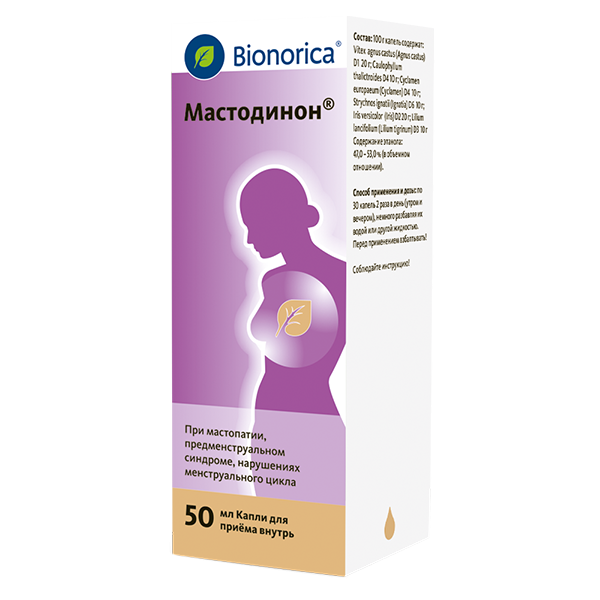 Bionorica®
Мастодинон®
При мастопатии,
предменструальном
синдроме, нарушениях
менструального цикла
50 мл Капли для
приёма внутрь
Состав: 100 г капель содержат:
Vitex agnus castus (Agnus castus)
D1 20 г; Caulophyllum
thalictroides D4 10 г; Cyclamen
europaeum (Cyclamen) D4 10 г;
Strychnos ignatii (Ignatia) D6 10 г;
Iris versicolor (Iris) D2 20 г; Lilium
lancifolium (Lilium tigrinum) D3 10 г
Содержание этанола:
47,0 - 53,0 % (в объемном
отношении).
Способ применения и дозы: по
30 капель 2 раза в день (утром и
вечером), немного разбавляя их
водой или другой жидкостью.
Перед применением взбалтывать!
Соблюдайте инструкцию!